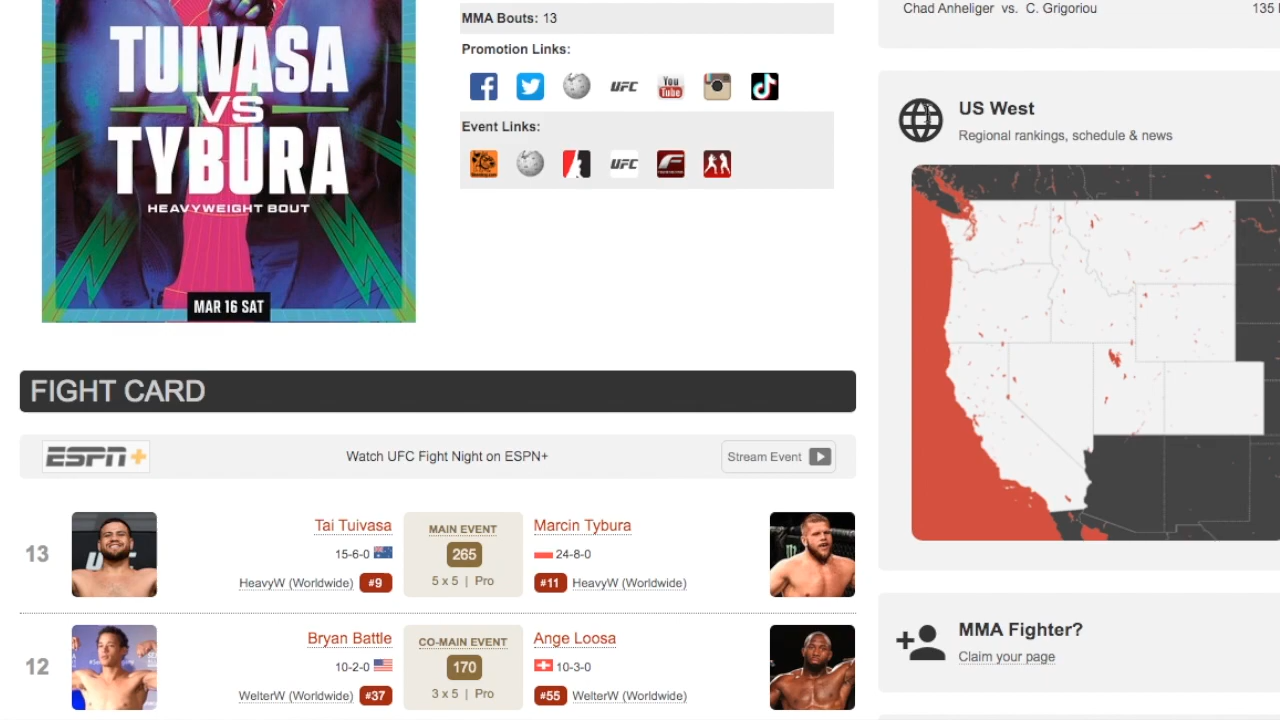 TUIVASA
VS
TYBURA
HEAVYWEIGHT BOUT
MAR 16 SAT
MMA Bouts: 13
Promotion Links:
UFC
You
Tube
Event Links:
UFC
Chad Anheliger vs. C. Grigoriou
135
US West
Regional rankings, schedule & news
FIGHT CARD
ESPN+
Watch UFC Fight Night on ESPN+
Stream Event
13
Tai Tuivasa
15-6-0
HeavyW (Worldwide) #9
MAIN EVENT
265
5 x 5 | Pro
Marcin Tybura
24-8-0
#11 HeavyW (Worldwide)
12
Bryan Battle
10-2-0
WelterW (Worldwide) #37
CO-MAIN EVENT
170
3 x 5 | Pro
Ange Loosa
10-3-0
#55 WelterW (Worldwide)
MMA Fighter?
Claim your page